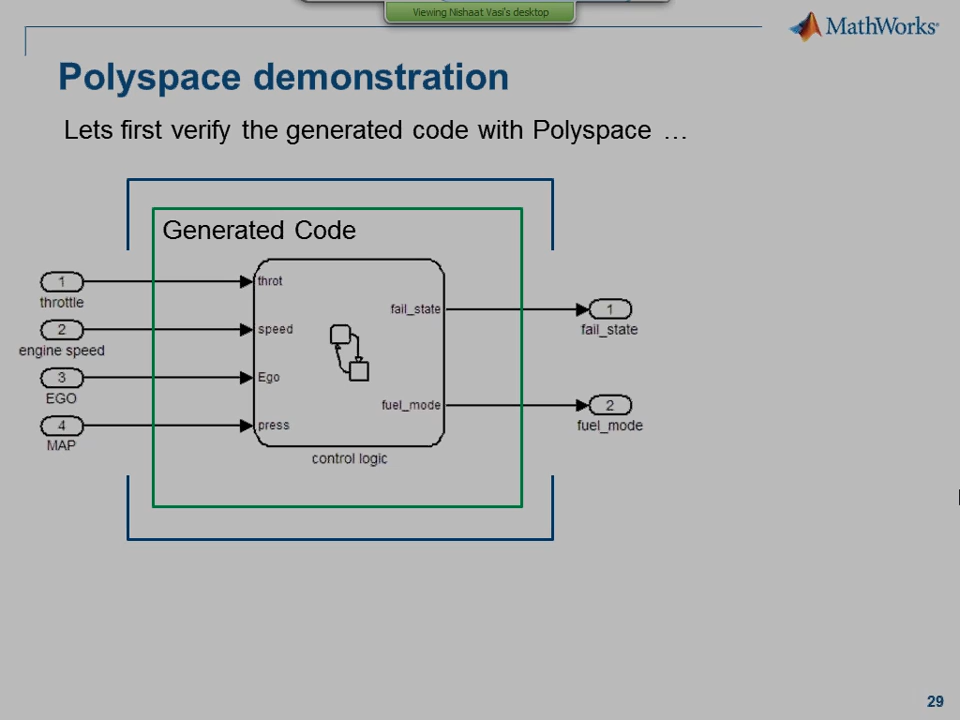 Viewing Nishaat Vasi's desktop
MathWorks®
Polyspace demonstration
Lets first verify the generated code with Polyspace …
Generated Code
1
throttle
throt
fail_state
1
fail_state
2
engine speed
speed
3
EGO
Ego
fuel_mode
2
fuel_mode
4
MAP
press
control logic
29